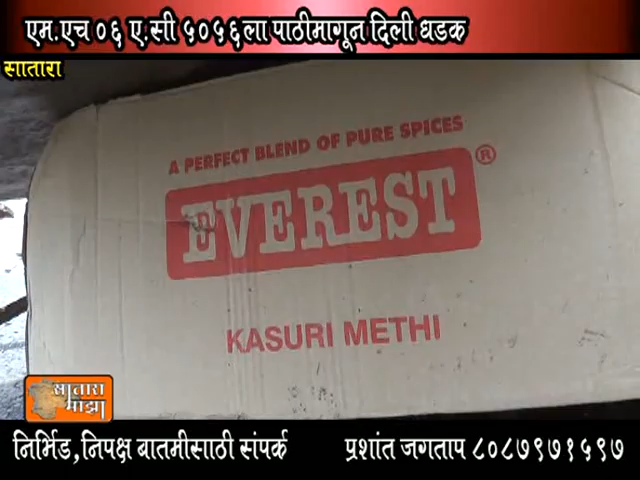 एम.एच ०६ ए.सी ५०५६ला पाठीमागून दिली धडक
सातारा
A PERFECT BLEND OF PURE SPICES
EVEREST®
KASURI METHI
सातारा
माझा
निर्भिड,निपक्ष बातमीसाठी संपर्क प्रशांत जगताप ८०८७९७१५९७